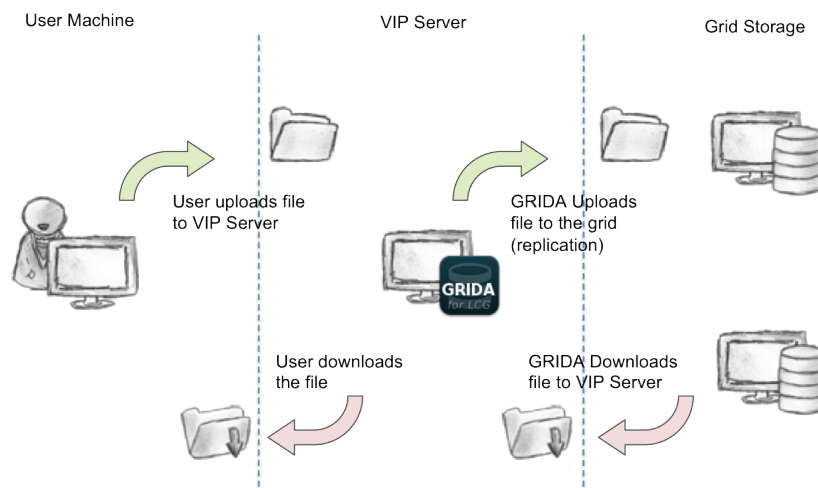 User Machine
VIP Server
Grid Storage
User uploads file
to VIP Server
GRIDA Uploads
file to the grid
(replication)
GRIDA
for LCG
User downloads
the file
GRIDA Downloads
file to VIP Server